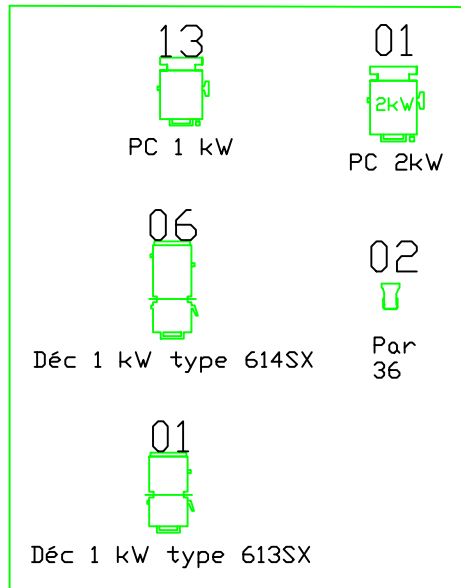 13
01
2kW
PC 1 kW
PC 2kW
06
02
Déc 1 kW type 614SX
Par
36
01
Déc 1 kW type 613SX